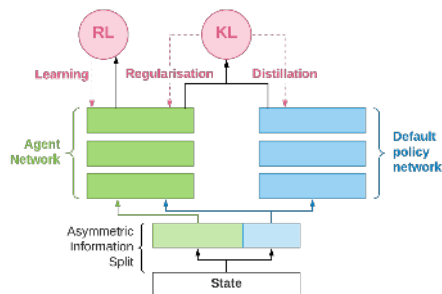 RL
KL
Learning
Regularisation
Distillation
Agent
Network
Default
policy
network
Asymmetric
Information
Split
State